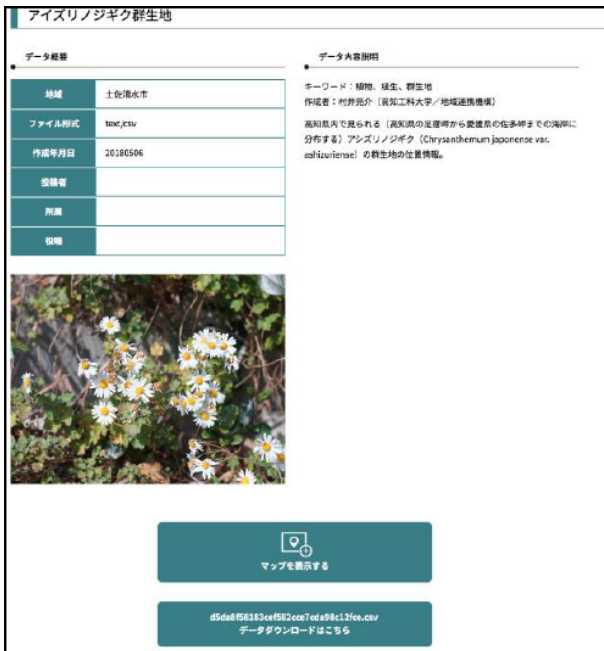 アイズリノジギク群生地
データ概要
地域 土佐清水市
ファイル形式 text/csv
作成年月日 20180506
投稿者
所属
役職
データ内容説明
キーワード:植物、植生、群生地
作成者:村井亮介(高知工科大学/地域連携機構)
高知県内で見られる(高知県の足摺岬から愛媛県の佐多岬までの海岸に
分布する)アシズリノジギク(Chrysanthemum japonense var.
ashizuriense)の群生地の位置情報。
マップを表示する
データダウンロードはこちら